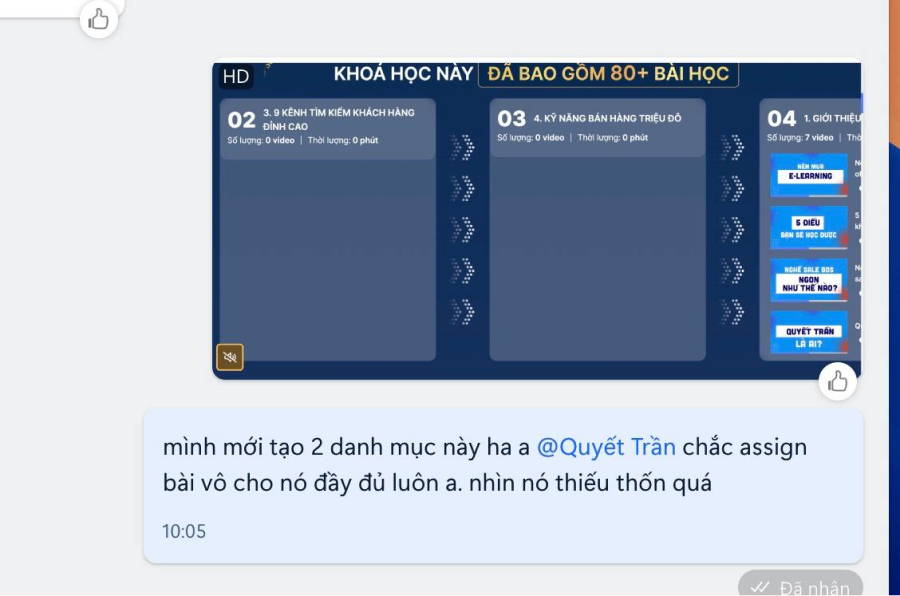 HD
KHOÁ HỌC NÀY ĐÃ BAO GỒM 80+ BÀI HỌC
02 3. 9 KÊNH TÌM KIẾM KHÁCH HÀNG
ĐỈNH CAO
Số lượng: 0 video | Thời lượng: 0 phút
03 4. KỸ NĂNG BÁN HÀNG TRIỆU ĐÔ
Số lượng: 0 video | Thời lượng: 0 phút
04 1. GIỚI THIỆU
Số lượng: 7 video | Thờ
NÊN MUA
E-LEARNING
5 ĐIỀU
BẠN SẼ HỌC ĐƯỢC
NGHỀ SALE BĐS
NGON
NHƯ THẾ NÀO?
QUYẾT TRẦN
LÀ AI?
mình mới tạo 2 danh mục này ha a @Quyết Trần chắc assign
bài vô cho nó đầy đủ luôn a. nhìn nó thiếu thốn quá
10:05
Đã nhận